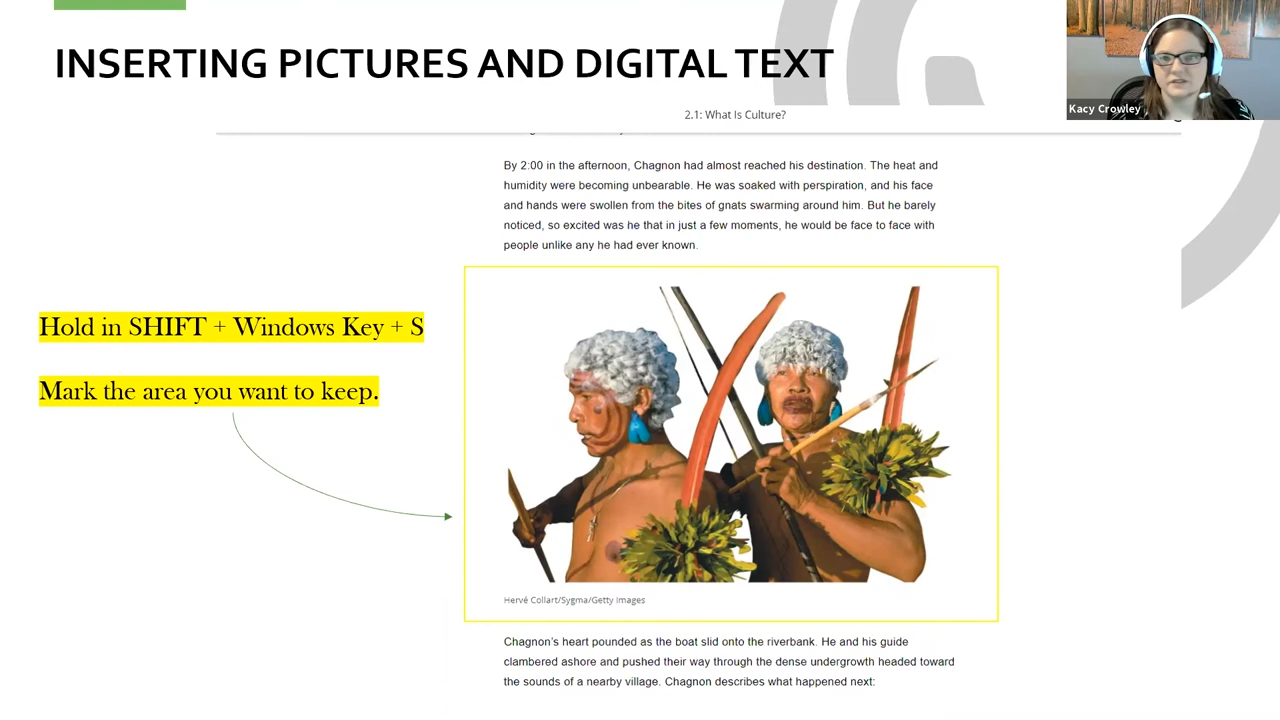 INSERTING PICTURES AND DIGITAL TEXT
Kacy Crowley
2.1: What Is Culture?
By 2:00 in the afternoon, Chagnon had almost reached his destination. The heat and
humidity were becoming unbearable. He was soaked with perspiration, and his face
and hands were swollen from the bites of gnats swarming around him. But he barely
noticed, so excited was he that in just a few moments, he would be face to face with
people unlike any he had ever known.
Hold in SHIFT + Windows Key + S
Mark the area you want to keep.
Hervé Collart/Sygma/Getty Images
Chagnon's heart pounded as the boat slid onto the riverbank. He and his guide
clambered ashore and pushed their way through the dense undergrowth headed toward
the sounds of a nearby village. Chagnon describes what happened next: